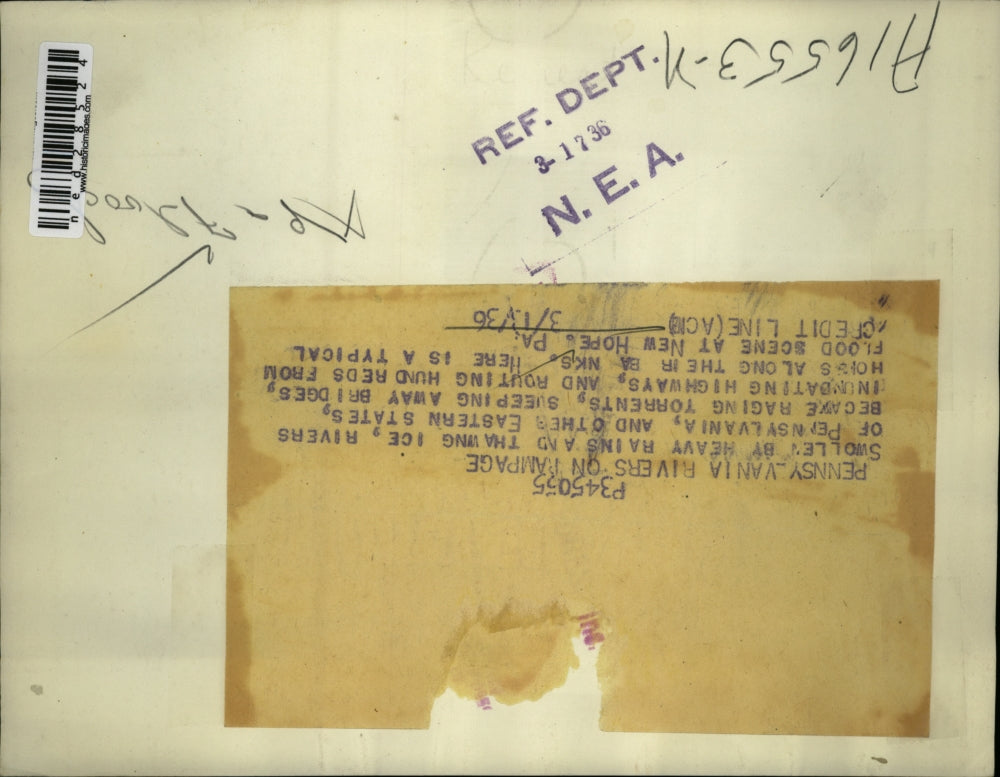 P345055
PENNSYLVANIA RIVERS ON RAMPAGE
SWOLLEN BY HEAVY RAINS AND THAWNG ICE, RIVERS
OF PENNSYLVANIA, AND OTHER EASTERN STATES,
BECAME RAGING TORRENTS, SWEEPING AWAY BRIDGES,
INUNDATING HIGHWAYS, AND ROUTING HUNDREDS FROM
HOMES ALONG THEIR BANKS. HERE IS A TYPICAL
FLOOD SCENE AT NEW HOPE, PA.
CREDIT LINE (ACME) 3/13/36
REF. DEPT.
3-17 36
N. E. A.
A16553-N
ned28524
www.historicimages.com